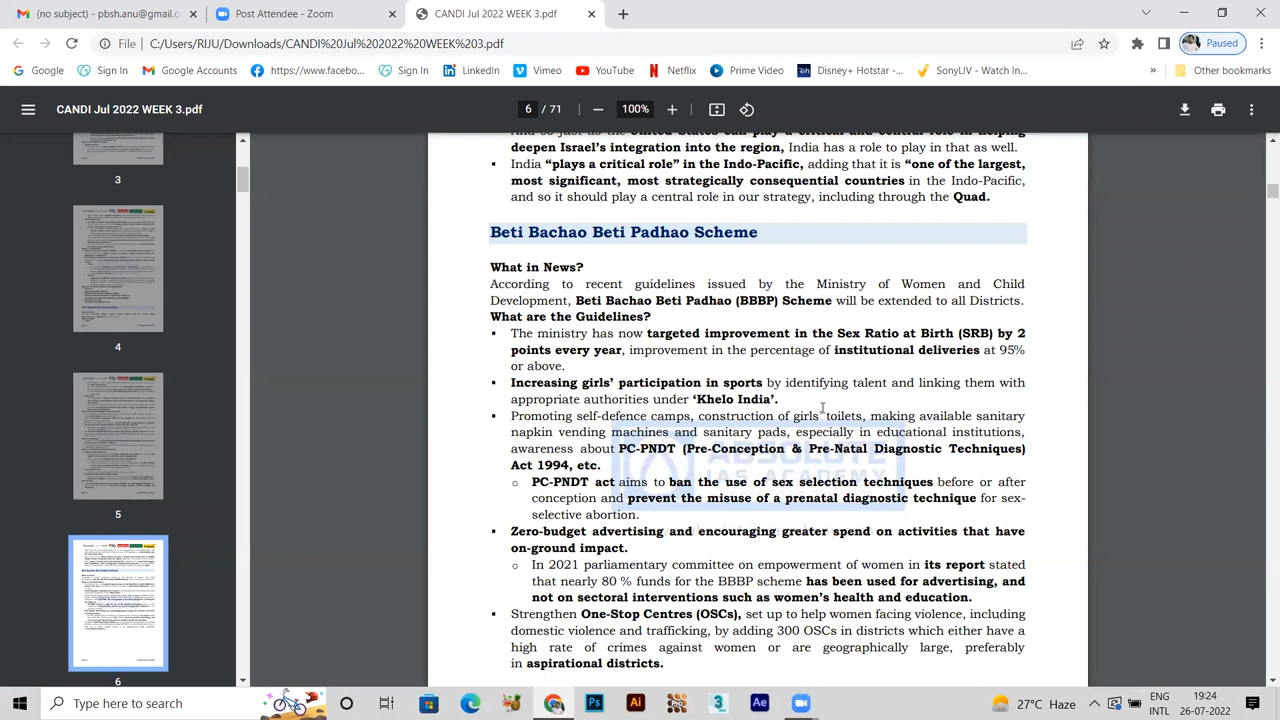 (no subject) - pbsh.anu@gmail.c
Post Attendee - Zoom
CANDI Jul 2022 WEEK 3.pdf
File C:/Users/RIJU/Downloads/CANDI%20Jul%202022%20WEEK%203.pdf
Paused
Google Sign In Google Accounts https://www.facebo... Sign In LinkedIn Vimeo YouTube Netflix Prime Video Disney+ Hotstar -... SonyLIV - Watch In... » Other bookmarks
CANDI Jul 2022 WEEK 3.pdf 6 / 71 100%
3
4
5
6
deepen Israel's integration into the region, India has a role to play in that as well.
▪ India "plays a critical role" in the Indo-Pacific, adding that it is "one of the largest,
most significant, most strategically consequential countries in the Indo-Pacific,
and so it should play a central role in our strategy, including through the Quad.
Beti Bachao Beti Padhao Scheme
What in News?
According to recent guidelines issued by the Ministry of Women and Child
Development, Beti Bachao Beti Padhao (BBBP) Scheme will be extended to all Districts.
What are the Guidelines?
▪ The ministry has now targeted improvement in the Sex Ratio at Birth (SRB) by 2
points every year, improvement in the percentage of institutional deliveries at 95%
or above.
▪ Increasing girls' participation in sports by identifying talent and linking them with
appropriate authorities under 'Khelo India'.
▪ Promoting self-defence camps, construction of girls' toilets, making available sanitary
napkin vending machines and sanitary pads, especially in educational institutions,
awareness about PC-PNDT (Pre-Conception & Pre-Natal Diagnostic Techniques)
Act 1994, etc.
o PC-PNDT act aims to ban the use of sex selection techniques before or after
conception and prevent the misuse of a prenatal diagnostic technique for sex-
selective abortion.
▪ Zero-budget advertising and encouraging greater spend on activities that have
on-ground impact.
o In 2021 parliamentary committee on empowerment of women in its report stated
that nearly 80 % funds for the BBBP scheme has been used for advertising, and
not on sectoral interventions such as women's health and education.
▪ Strengthen One-Stop Centres (OSCs), set up to help women facing violence, including
domestic violence and trafficking, by adding 300 OSCs in districts which either have a
high rate of crimes against women or are geographically large, preferably
in aspirational districts.
Type here to search
27°C Haze
ENG
INTL
19:24
26-07-2022